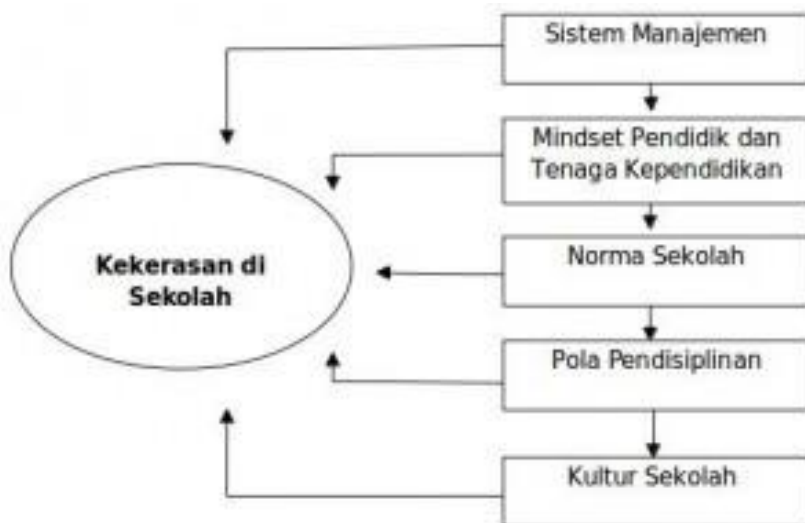 Sistem Manajemen
Mindset Pendidik dan
Tenaga Kependidikan
Kekerasan di
Sekolah
Norma Sekolah
Pola Pendisiplinan
Kultur Sekolah